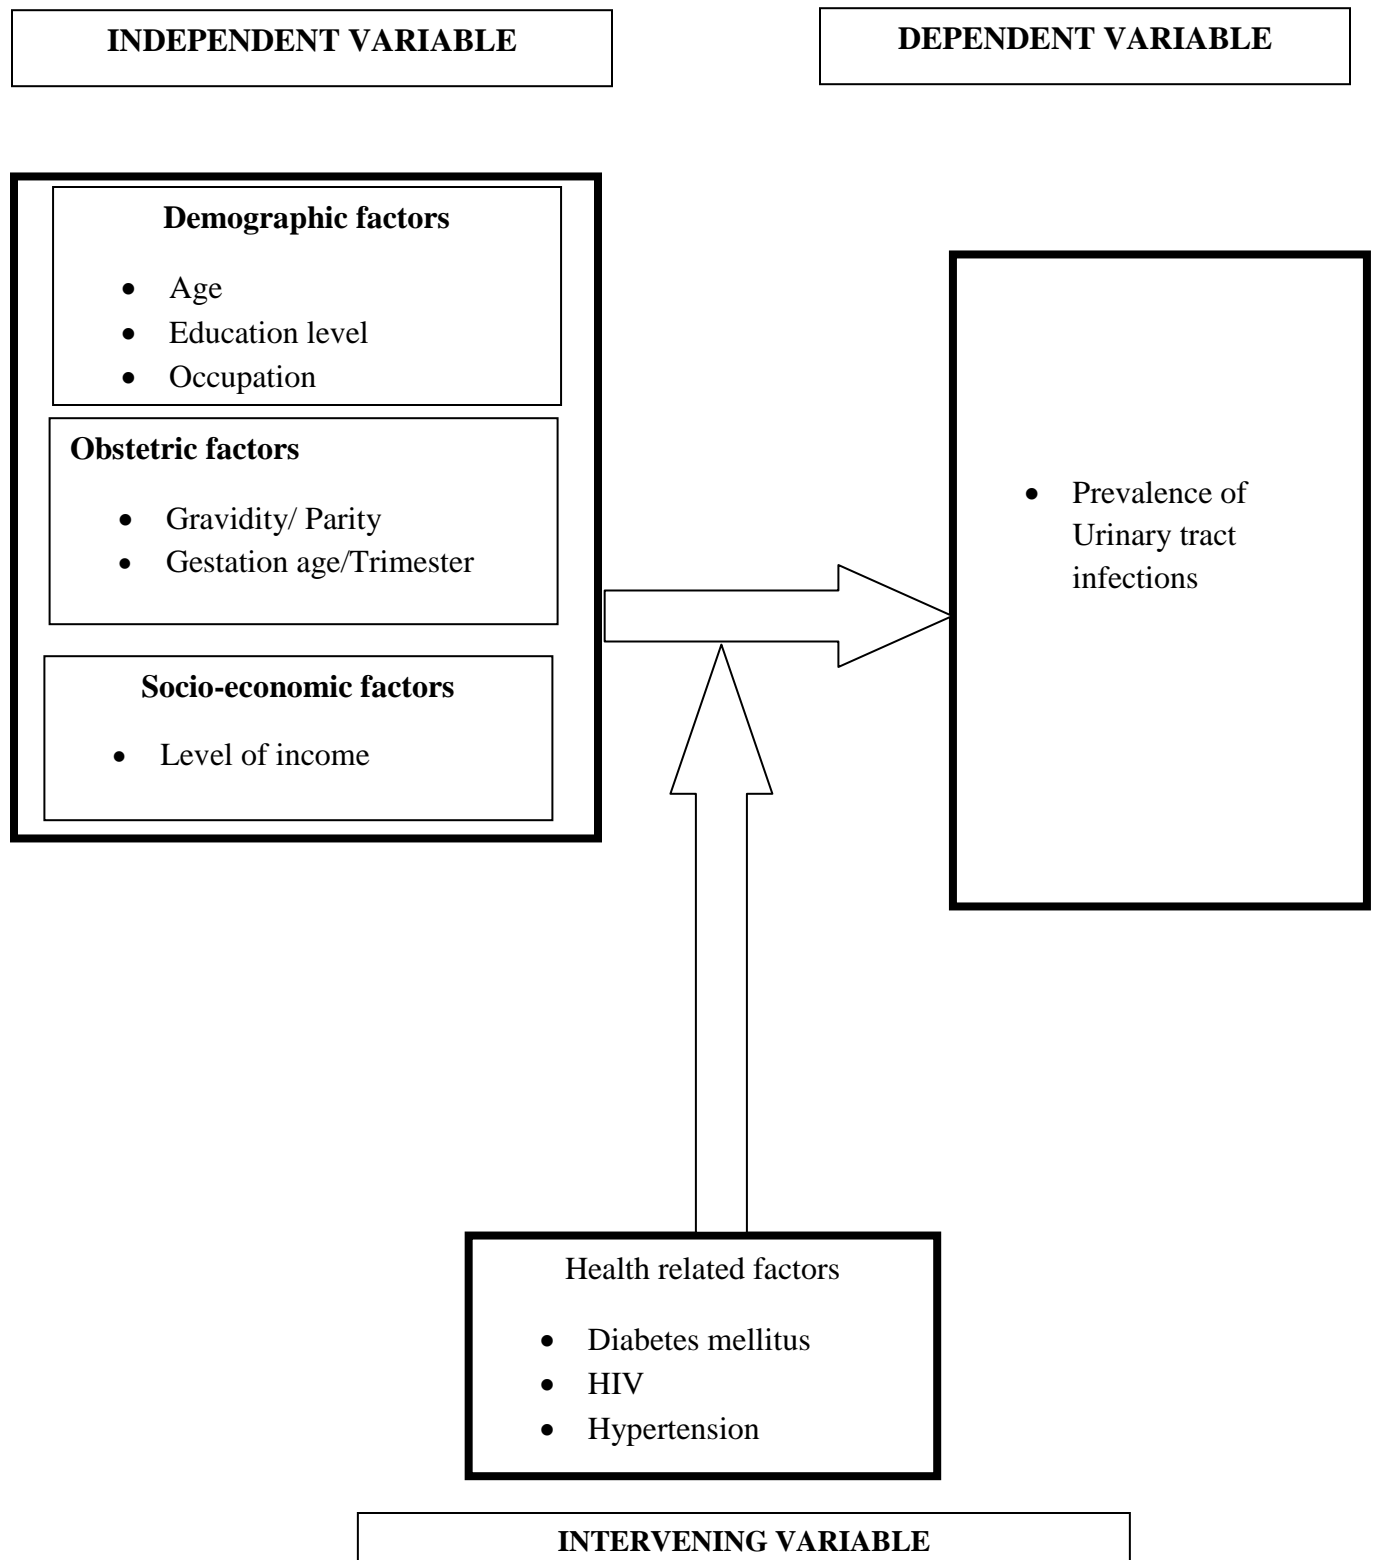 INDEPENDENT VARIABLE
DEPENDENT VARIABLE
Demographic factors
• Age
• Education level
• Occupation
Obstetric factors
• Gravidity/ Parity
• Gestation age/Trimester
Socio-economic factors
• Level of income
• Prevalence of
Urinary tract
infections
Health related factors
• Diabetes mellitus
• HIV
• Hypertension
INTERVENING VARIABLE